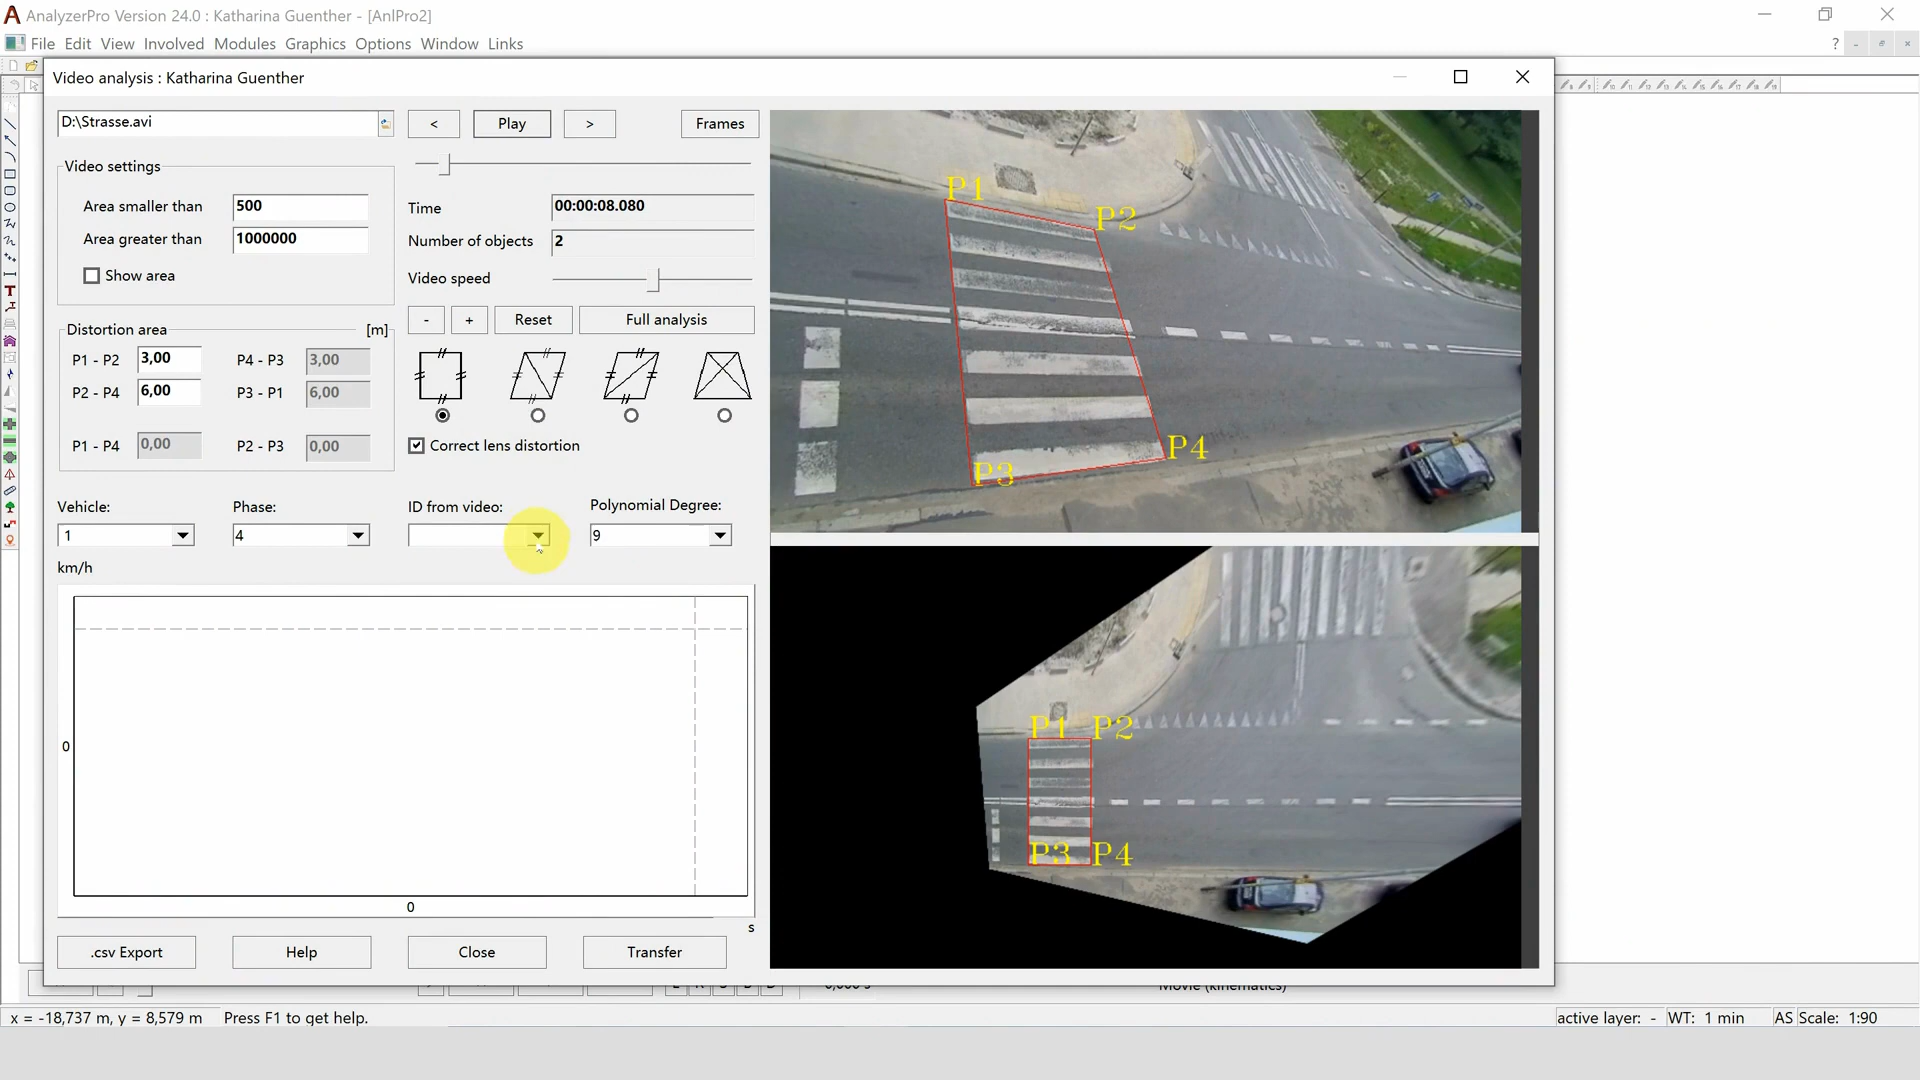 AnalyzerPro Version 24.0 : Katharina Guenther - [AnlPro2]
File Edit View Involved Modules Graphics Options Window Links
?
Video analysis : Katharina Guenther
D:\Strasse.avi
< Play > Frames
Video settings
Area smaller than 500
Area greater than 1000000
Show area
Time 00:00:08.080
Number of objects 2
Video speed
- + Reset Full analysis
Distortion area [m]
P1 - P2 3,00 P4 - P3 3,00
P2 - P4 6,00 P3 - P1 6,00
P1 - P4 0,00 P2 - P3 0,00
Correct lens distortion
Vehicle: Phase: ID from video: Polynomial Degree:
1 4 9
km/h
0
0
s
.csv Export Help Close Transfer
P1
P2
P3
P4
P1 P2
P3 P4
Movie (kinematics)
x = -18,737 m, y = 8,579 m Press F1 to get help. active layer: - WT: 1 min AS Scale: 1:90